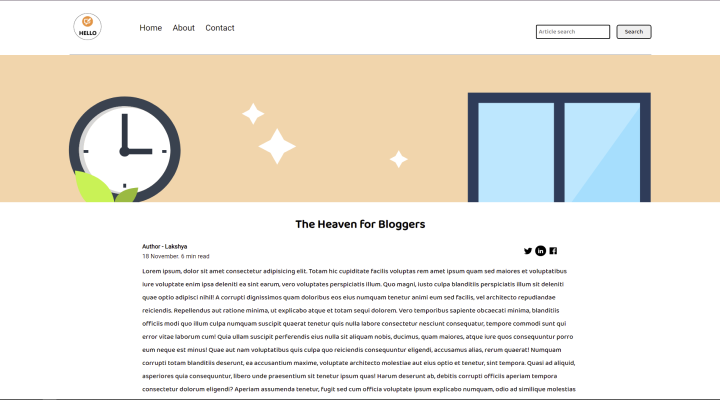 HELLO
Home About Contact
Article search
Search
The Heaven for Bloggers
Author - Lakshya
18 November. 6 min read
Lorem ipsum, dolor sit amet consectetur adipisicing elit. Totam hic cupiditate facilis voluptas rem amet ipsum quam sed maiores et voluptatibus
iure voluptate enim ipsa deleniti ea sint earum, vero voluptates perspiciatis illum. Quo magni, iusto culpa blanditiis perspiciatis illum sit deleniti
quae optio adipisci nihil! A corrupti dignissimos quam doloribus eos eius numquam tenetur animi eum sed facilis, vel architecto repudiandae
reiciendis. Repellendus aut ratione minima, ut explicabo atque et totam sequi dolorem. Vero temporibus sapiente obcaecati minima, blanditiis
officiis modi quo illum culpa numquam suscipit quaerat tenetur quis nulla labore consectetur nesciunt consequatur, tempore commodi sunt qui
error vitae laborum cum! Quia ullam suscipit perferendis eius nulla sit aliquam nobis, ducimus, quam maiores, atque iure quos consequuntur porro
eum neque est minus! Quae aut nam voluptatibus quis culpa quo reiciendis consequuntur eligendi, accusamus alias, rerum quaerat! Numquam
corrupti totam blanditiis deserunt, ea accusantium maxime, voluptate architecto molestiae aut eius optio et tenetur, sint tempora. Quasi ad aliquid,
asperiores quia consequuntur, libero unde praesentium sit tenetur ipsum quas! Harum deserunt ab, debitis corrupti officiis aperiam tempora
consectetur dolorum eligendi? Aperiam assumenda tenetur, fugit sed cum officia voluptate ipsum explicabo numquam, odio ad similique molestias